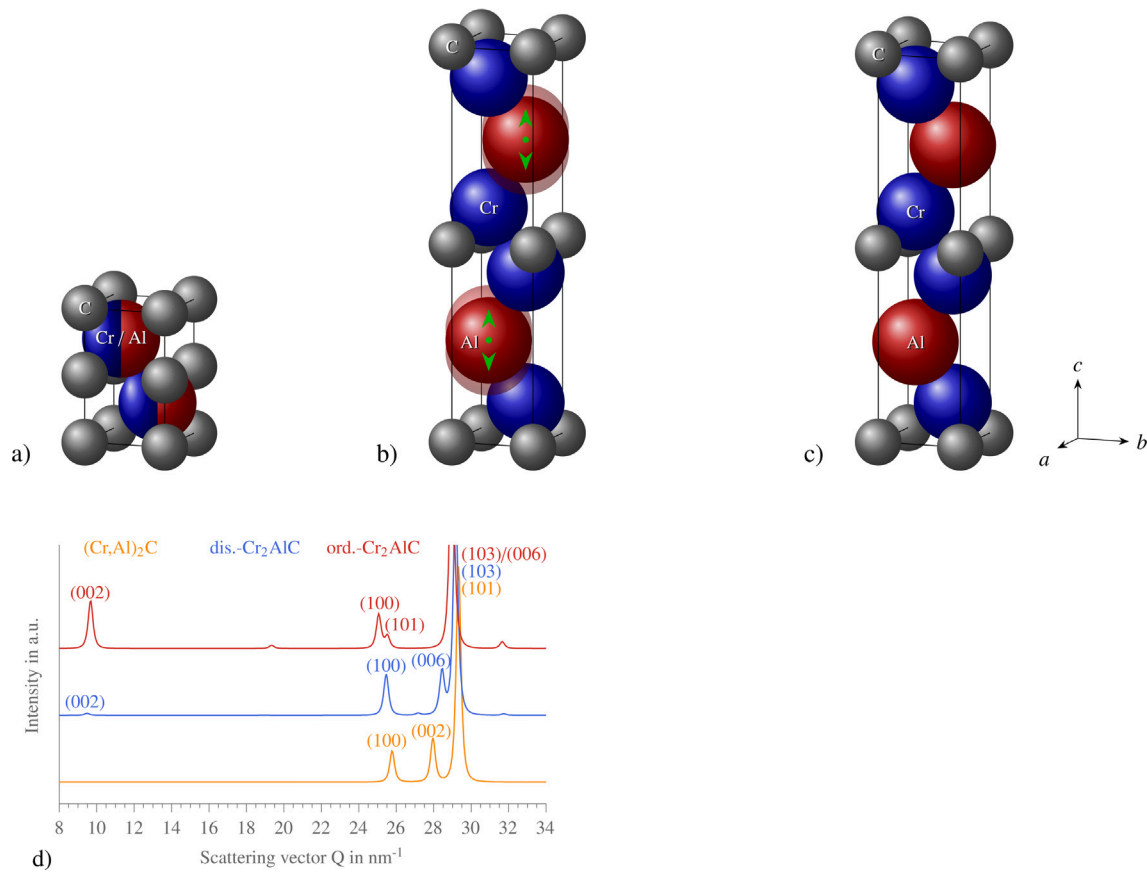 C
Cr / Al
a)
C
Cr
Al
b)
C
Cr
Al
c)
c
a
b
(Cr,Al)₂C dis.-Cr₂AlC ord.-Cr₂AlC
(002)
(100)
(101)
(103)/(006)
(103)
(101)
(002)
(100)
(006)
(100)
(002)
Intensity in a.u.
8 10 12 14 16 18 20 22 24 26 28 30 32 34
Scattering vector Q in nm⁻¹
d)